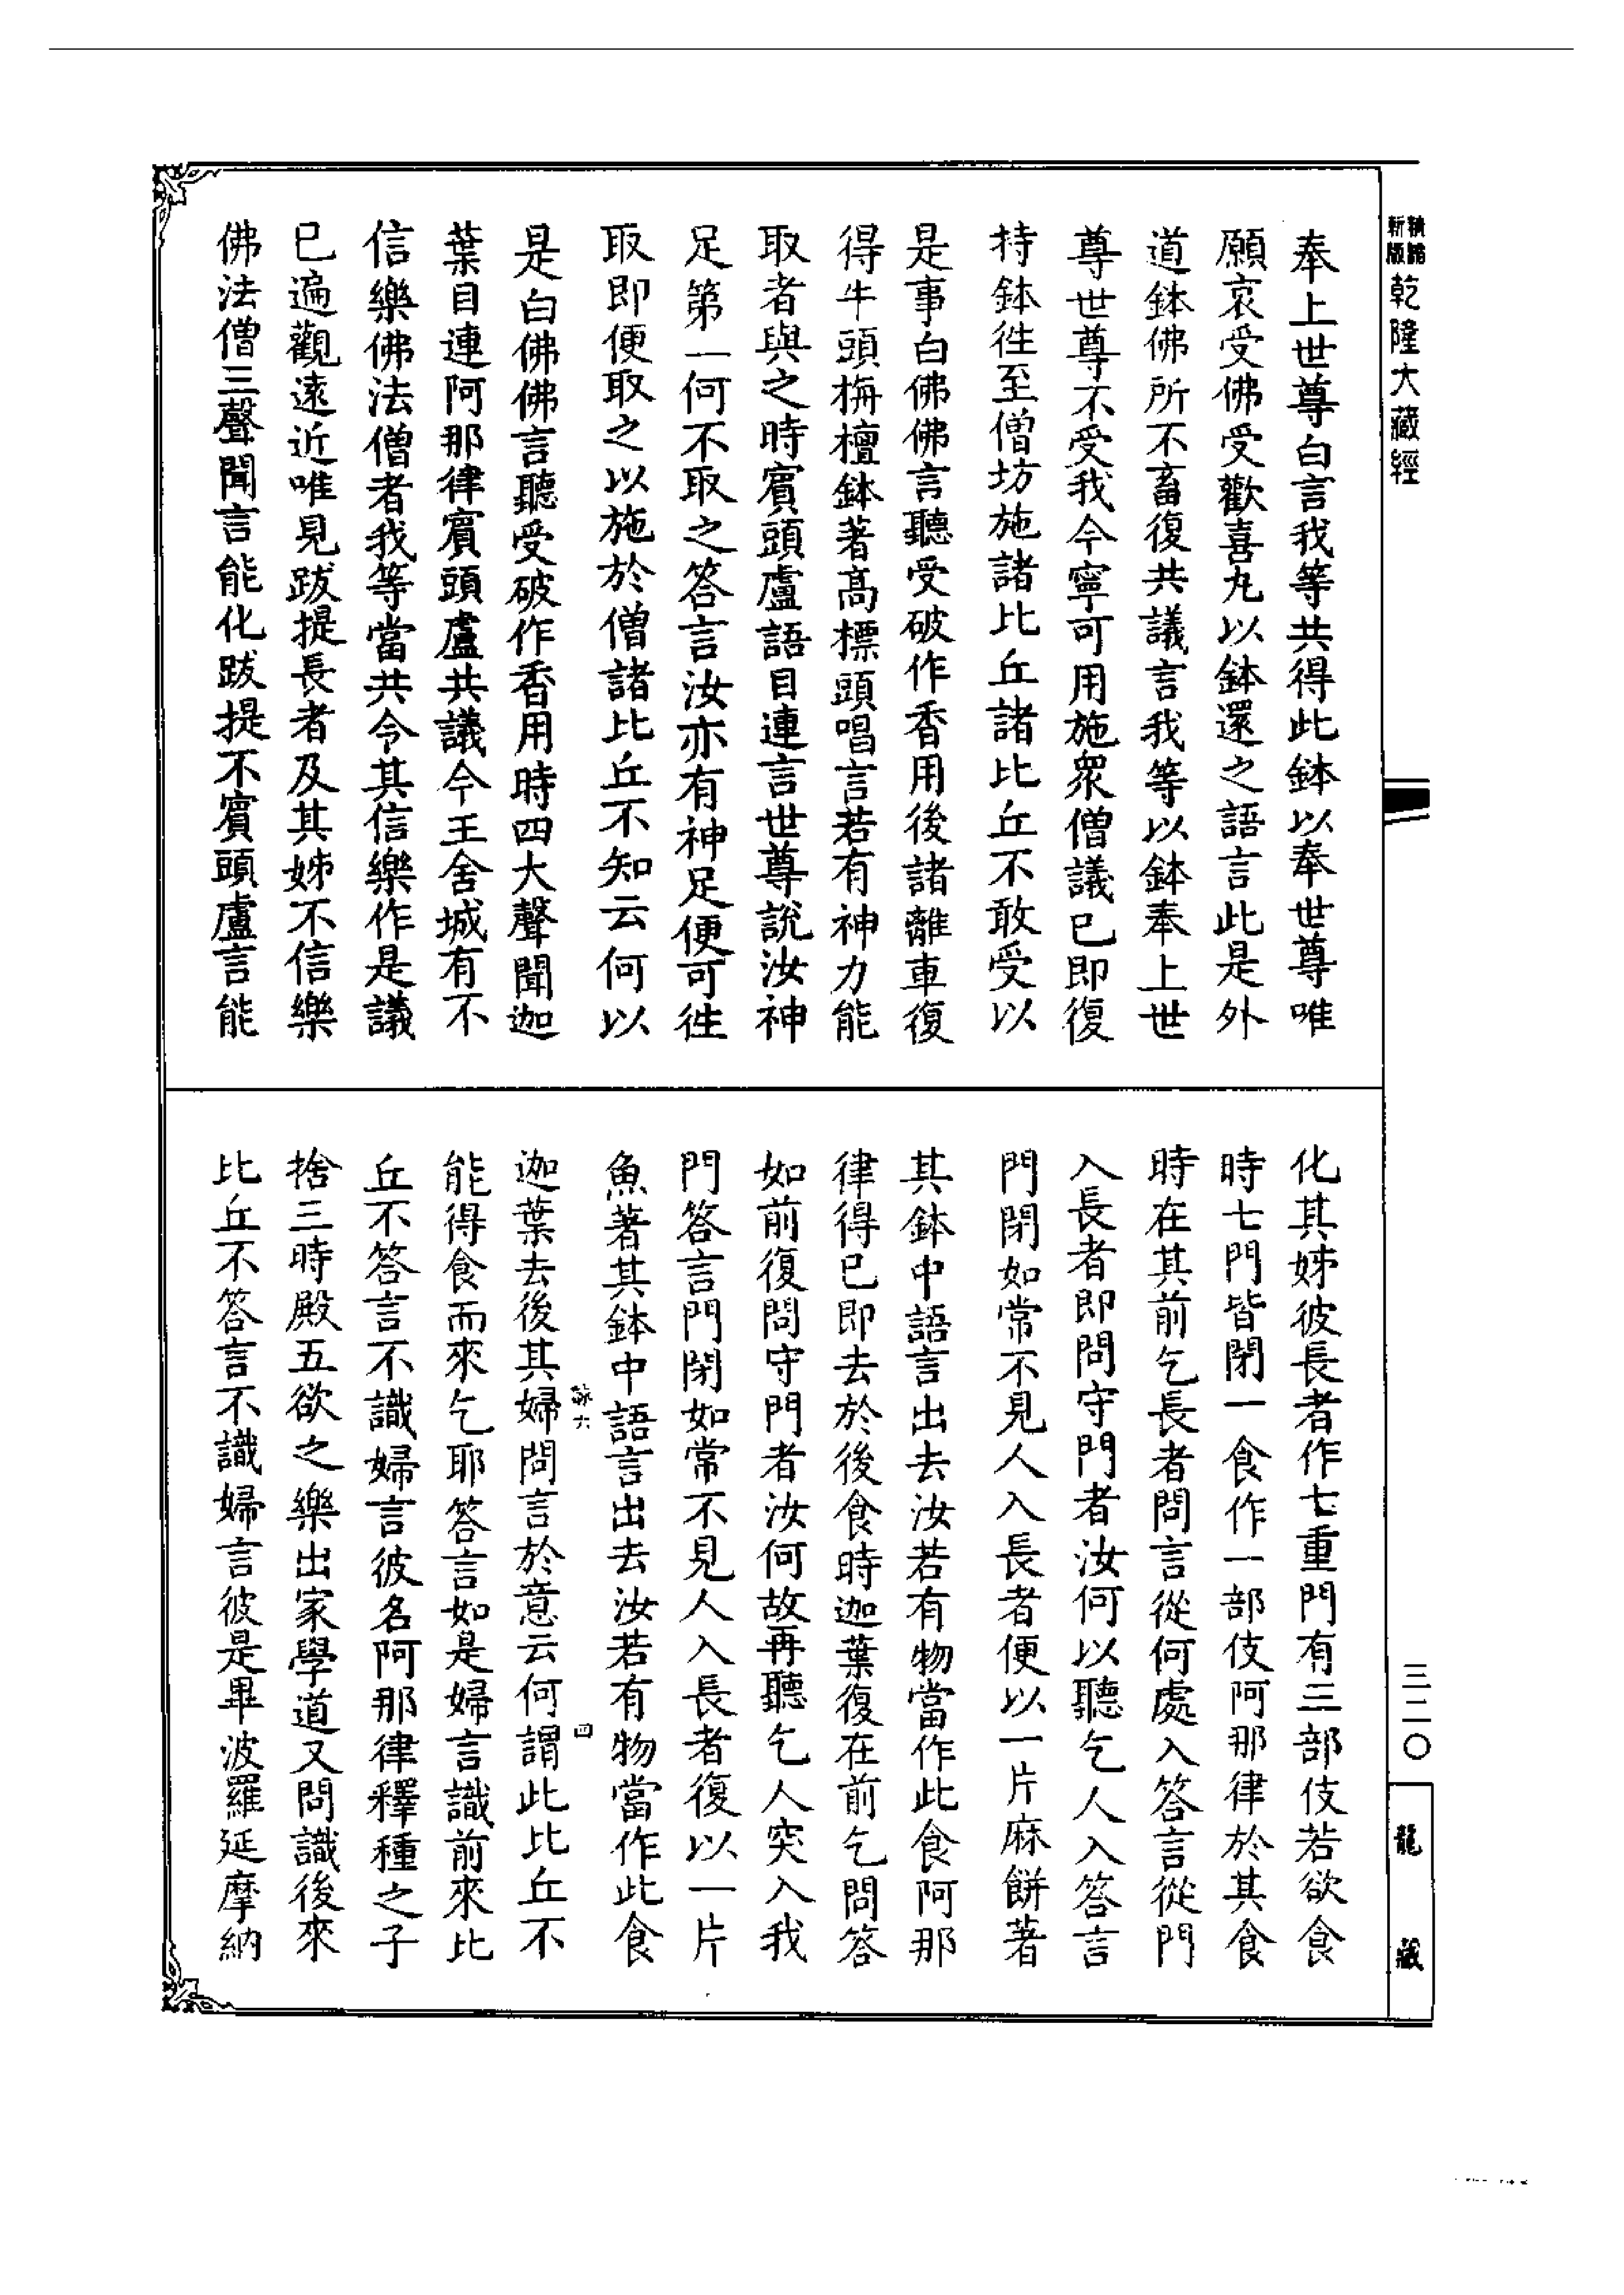 新版精編乾隆大藏經
奉上世尊白言我等共得此鉢以奉世尊唯
願哀受佛受歡喜丸以鉢還之語言此是外
道鉢佛所不畜復共議言我等以鉢奉上世
尊世尊不受我今寧可用施眾僧議已即復
持鉢徃至僧坊施諸比丘諸比丘不敢受以
是事白佛佛言聽受破作香用後諸離車復
得牛頭栴檀鉢著高標頭唱言若有神力能
取者與之時賔頭盧語目連言世尊說汝神
足第一何不取之答言汝亦有神足便可徃
取即便取之以施於僧諸比丘不知云何以
是白佛佛言聽受破作香用時四大聲聞迦
葉目連阿那律賔頭盧共議今王舍城有不
信樂佛法僧者我等當共令其信樂作是議
已遍觀遠近唯見跋提長者及其姊不信樂
佛法僧三聲聞言能化跋提不賔頭盧言能
化其姊彼長者作七重門有三部伎若欲食
時七門皆閉一食作一部伎阿那律於其食
時在其前乞長者問言從何處入答言從門
入長者即問守門者汝何以聽乞人入答言
門閉如常不見人入長者便以一片麻餅著
其鉢中語言出去汝若有物當作此食阿那
律得已即去於後食時迦葉復在前乞問答
如前復問守門者汝何故再聽乞人突入我
門答言門閉如常不見人入長者復以一片
魚著其鉢中語言出去汝若有物當作此食
詠六
四
迦葉去後其婦問言於意云何謂此比丘不
能得食而來乞耶答言如是婦言識前來比
丘不答言不識婦言彼名阿那律釋種之子
捨三時殿五欲之樂出家學道又問識後來
比丘不答言不識婦言彼是畢波羅延摩納
三二〇
龍藏